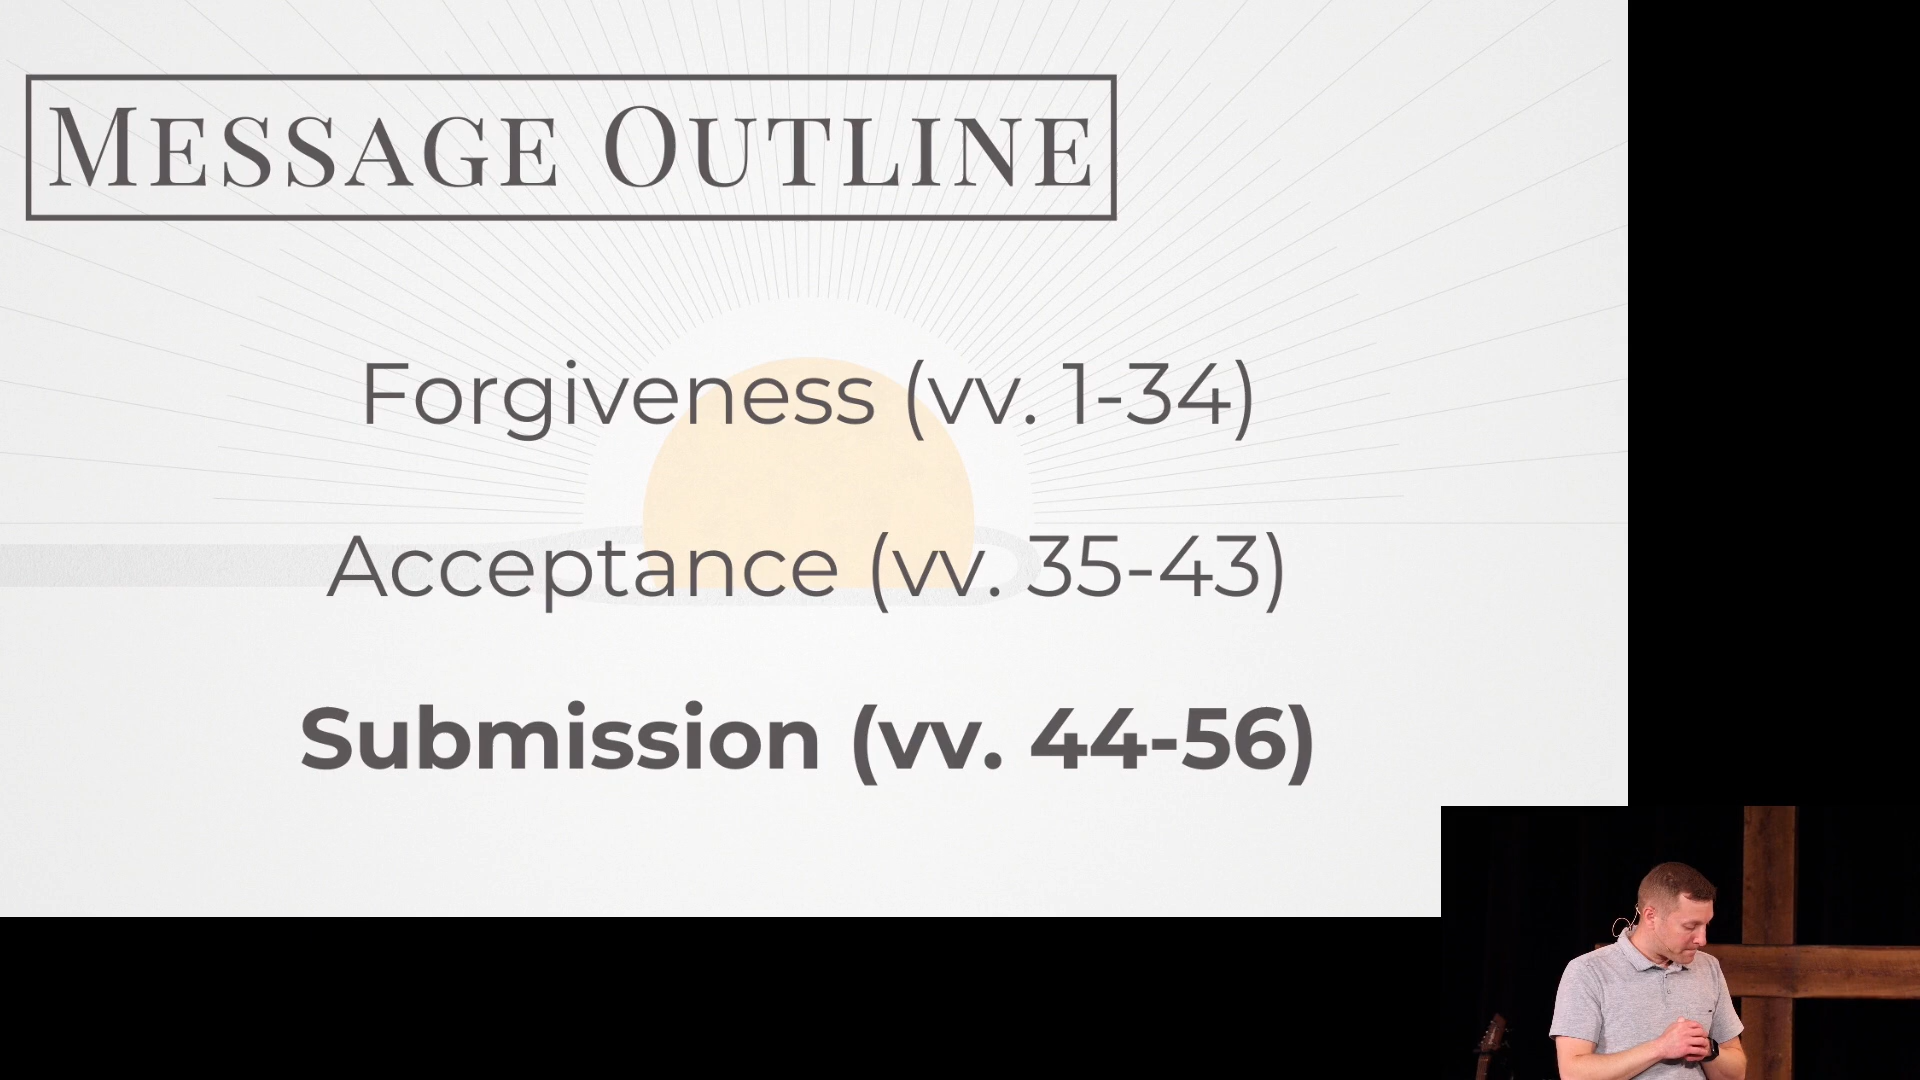 Message Outline
Forgiveness (vv. 1-34)
Acceptance (vv. 35-43)
Submission (vv. 44-56)